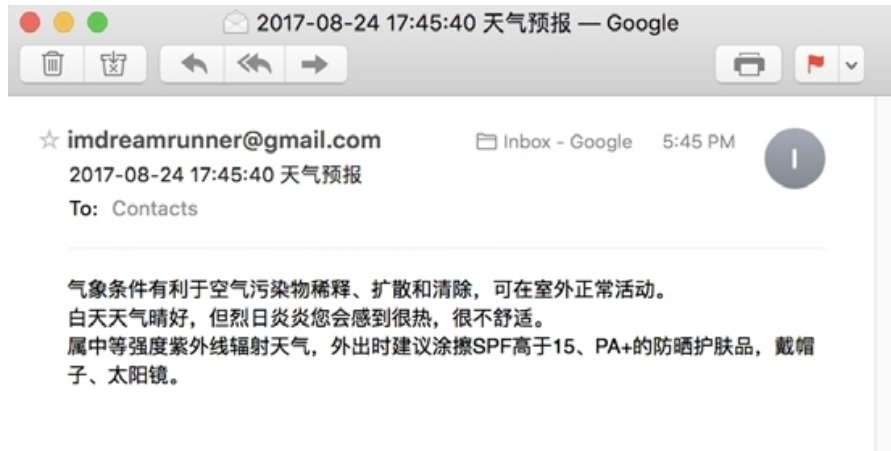 2017-08-24 17:45:40 天气预报 — Google
imdreamrunner@gmail.com
Inbox - Google 5:45 PM
I
2017-08-24 17:45:40 天气预报
To: Contacts
气象条件有利于空气污染物稀释、扩散和清除，可在室外正常活动。
白天天气晴好，但烈日炎炎您会感到很热，很不舒适。
属中等强度紫外线辐射天气，外出时建议涂擦SPF高于15、PA+的防晒护肤品，戴帽
子、太阳镜。